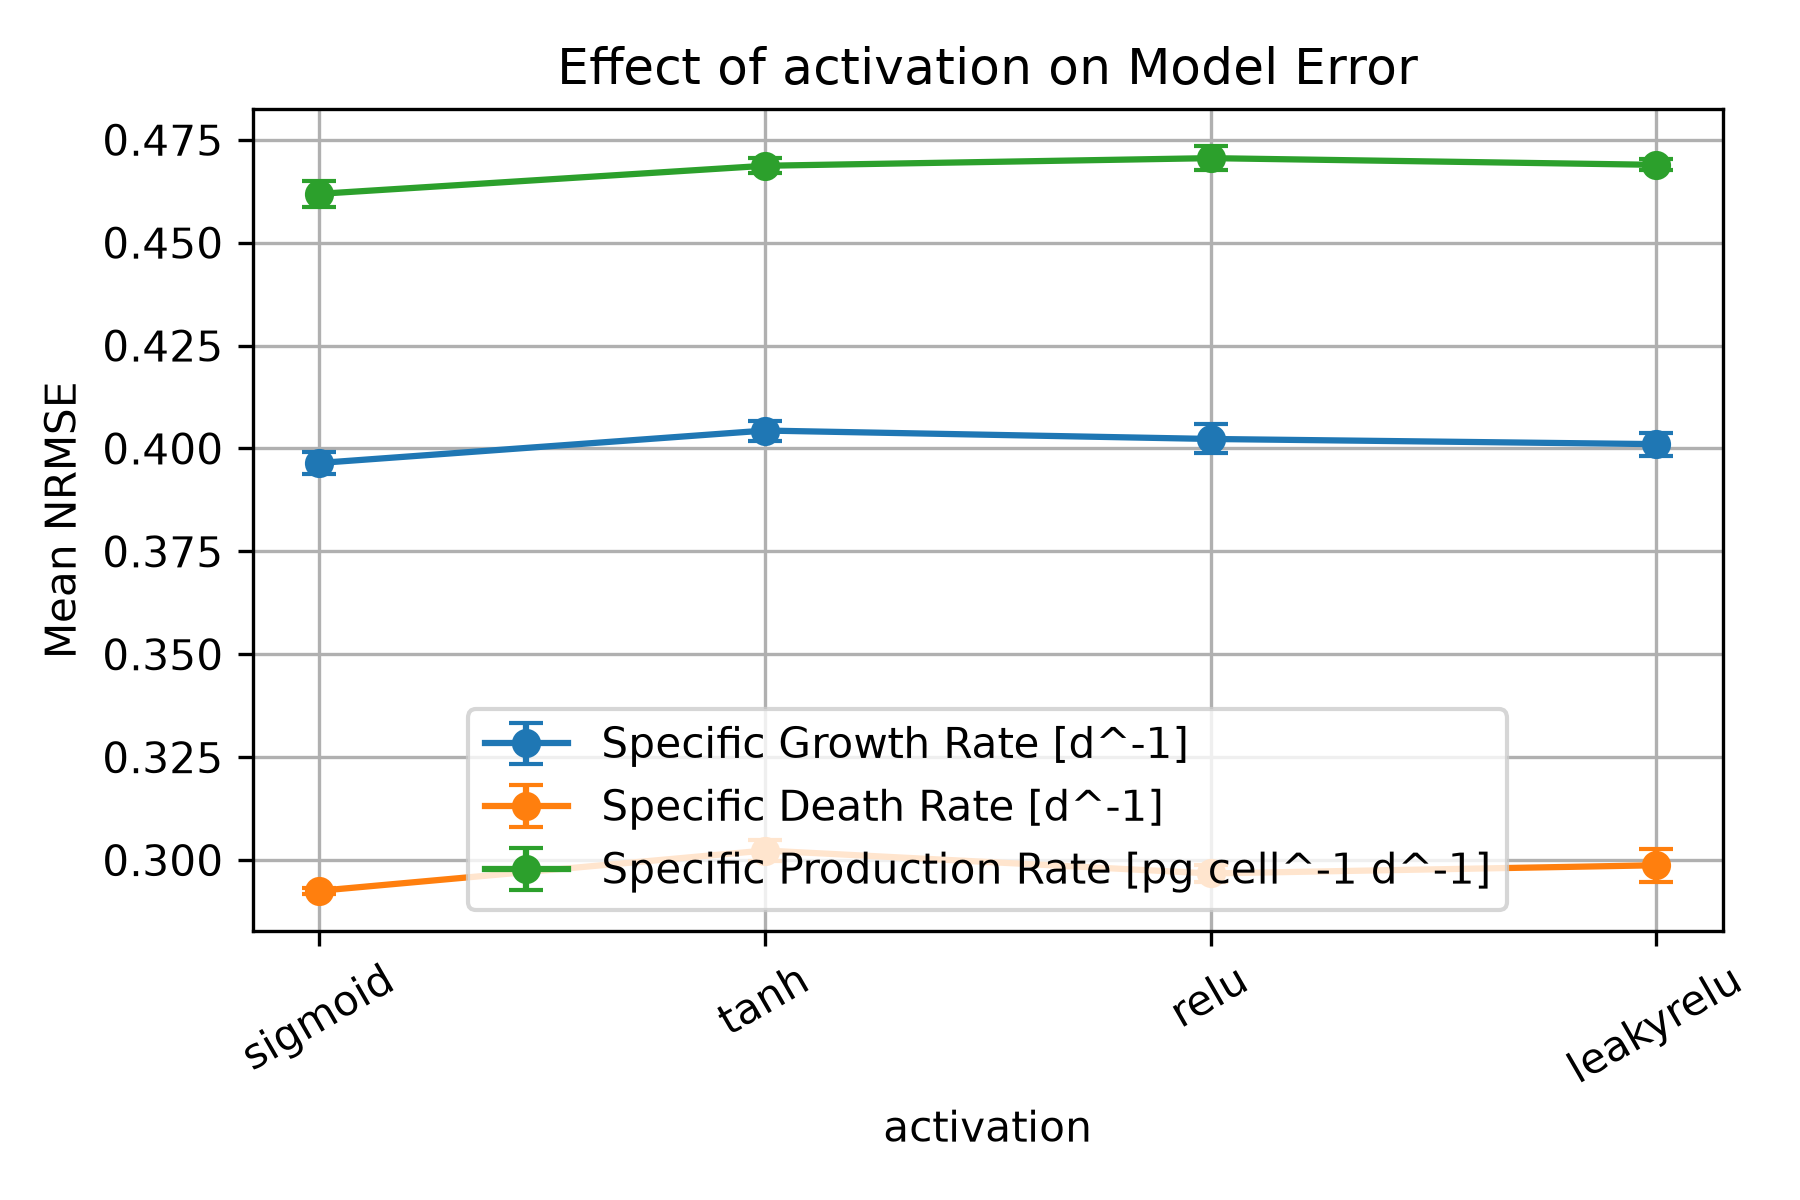 Effect of activation on Model Error
Mean NRMSE
0.475
0.450
0.425
0.400
0.375
0.350
0.325
0.300
Specific Growth Rate [d^-1]
Specific Death Rate [d^-1]
Specific Production Rate [pg cell^-1 d^-1]
sigmoid
tanh
relu
leakyrelu
activation